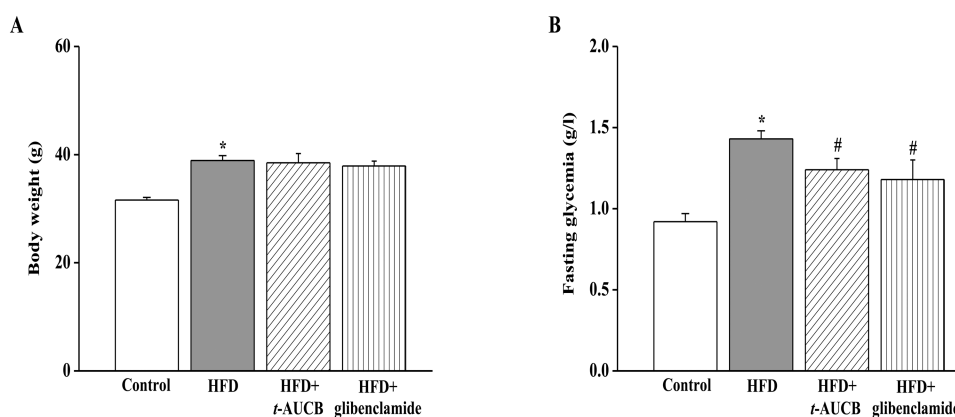 A
Body weight (g)
60
40
20
0
*
Control
HFD
HFD+
t-AUCB
HFD+
glibenclamide
B
Fasting glycemia (g/l)
2.0
1.5
1.0
0.5
0.0
*
#
#
Control
HFD
HFD+
t-AUCB
HFD+
glibenclamide